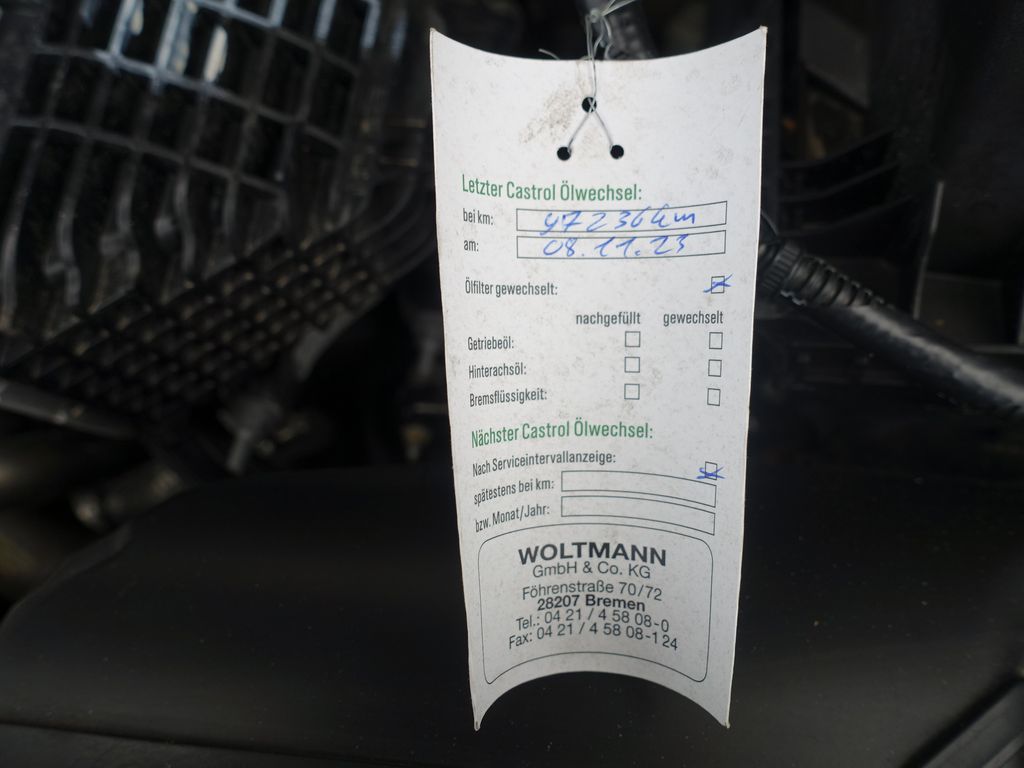 Letzter Castrol Ölwechsel:
bei km: 97236 km
am: 08.11.23
Ölfilter gewechselt:
nachgefüllt gewechselt
Getriebeöl:
Hinterachsöl:
Bremsflüssigkeit:
Nächster Castrol Ölwechsel:
Nach Serviceintervallanzeige:
spätestens bei km:
bzw. Monat/Jahr:
WOLTMANN
GmbH & Co. KG
Föhrenstraße 70/72
28207 Bremen
Tel.: 04 21 / 4 58 08-0
Fax: 04 21 / 4 58 08-1 24